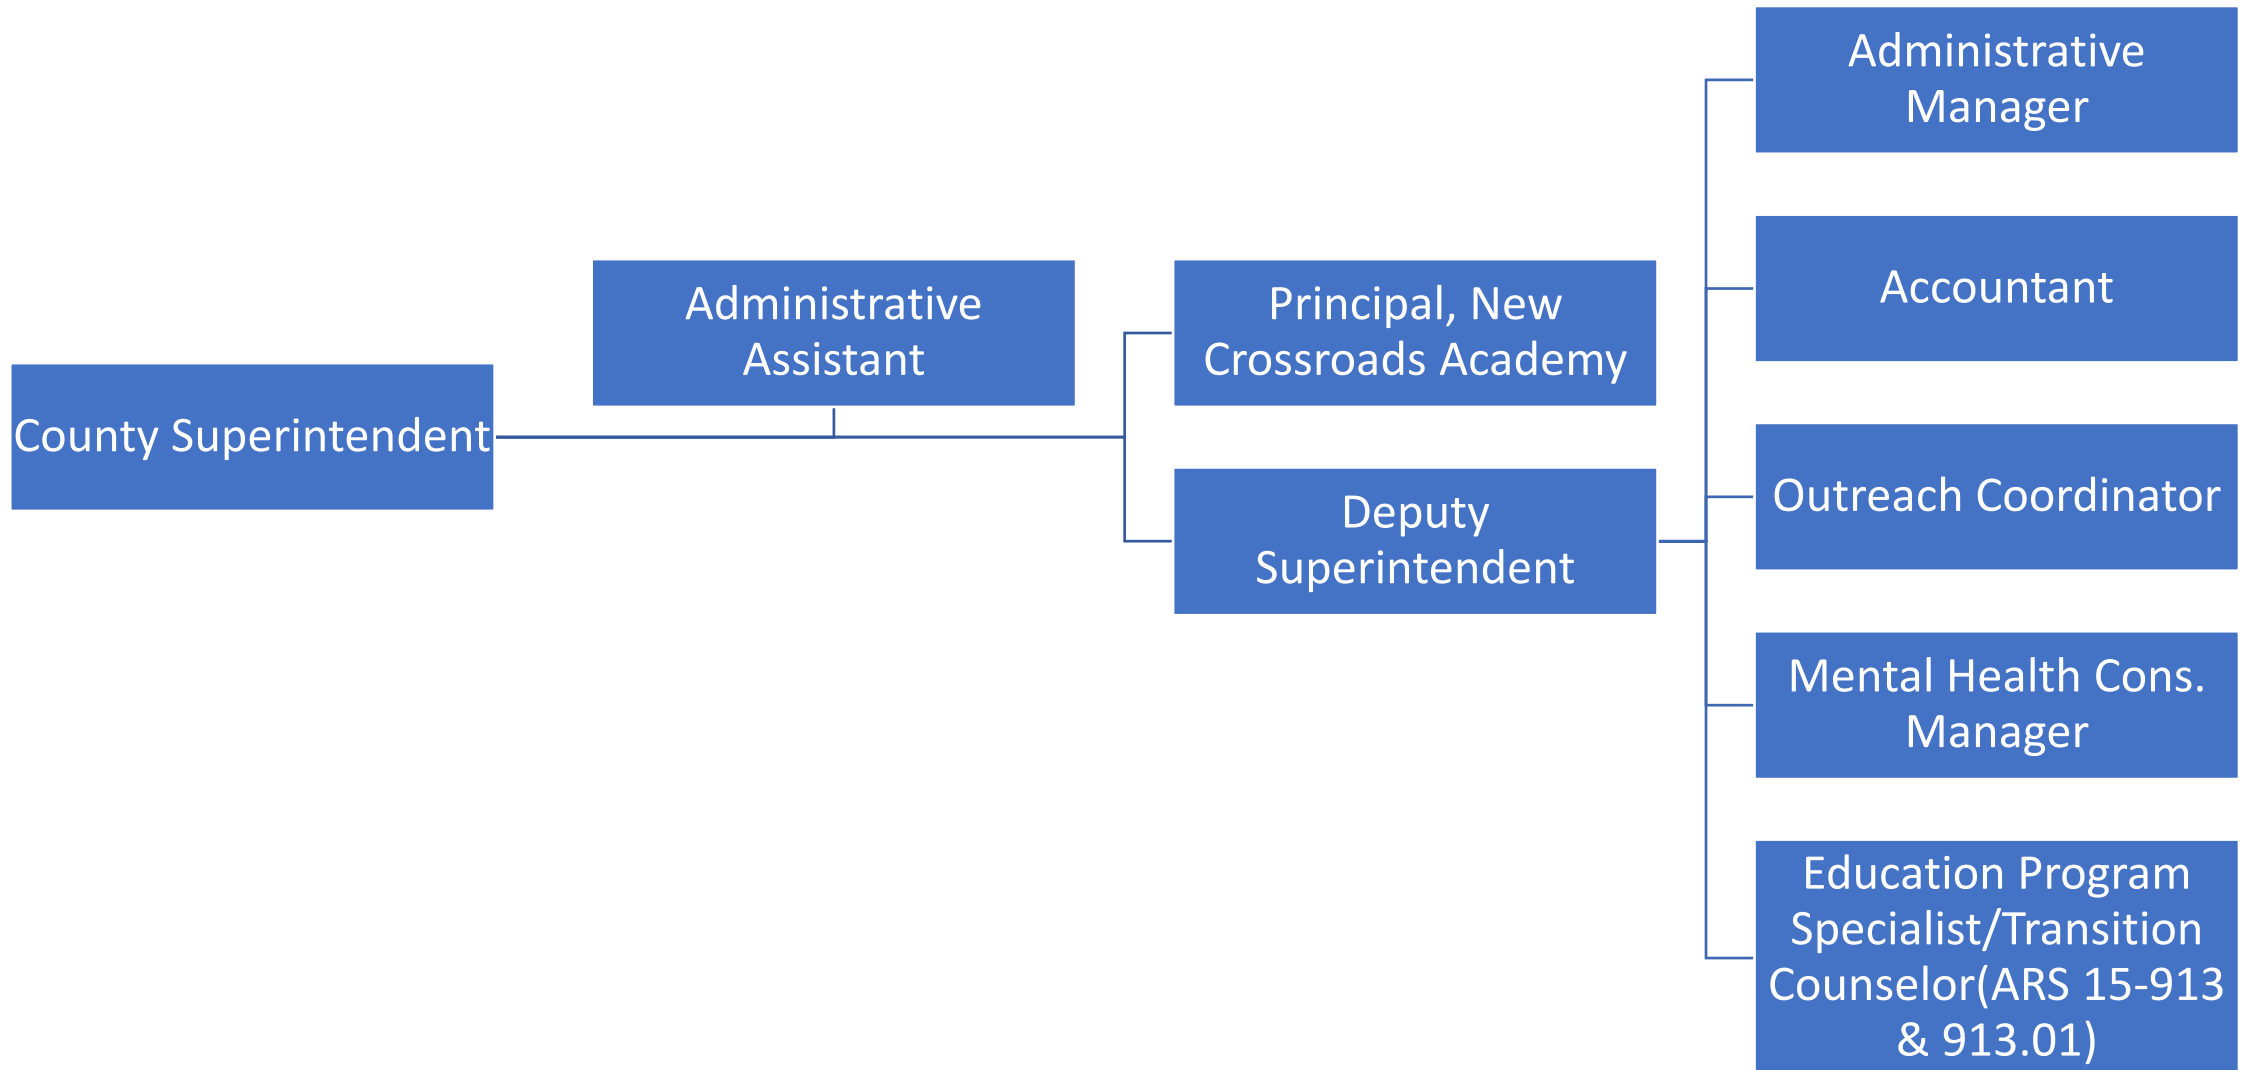 County Superintendent
Administrative
Assistant
Principal, New
Crossroads Academy
Deputy
Superintendent
Administrative
Manager
Accountant
Outreach Coordinator
Mental Health Cons.
Manager
Education Program
Specialist/Transition
Counselor(ARS 15-913
& 913.01)